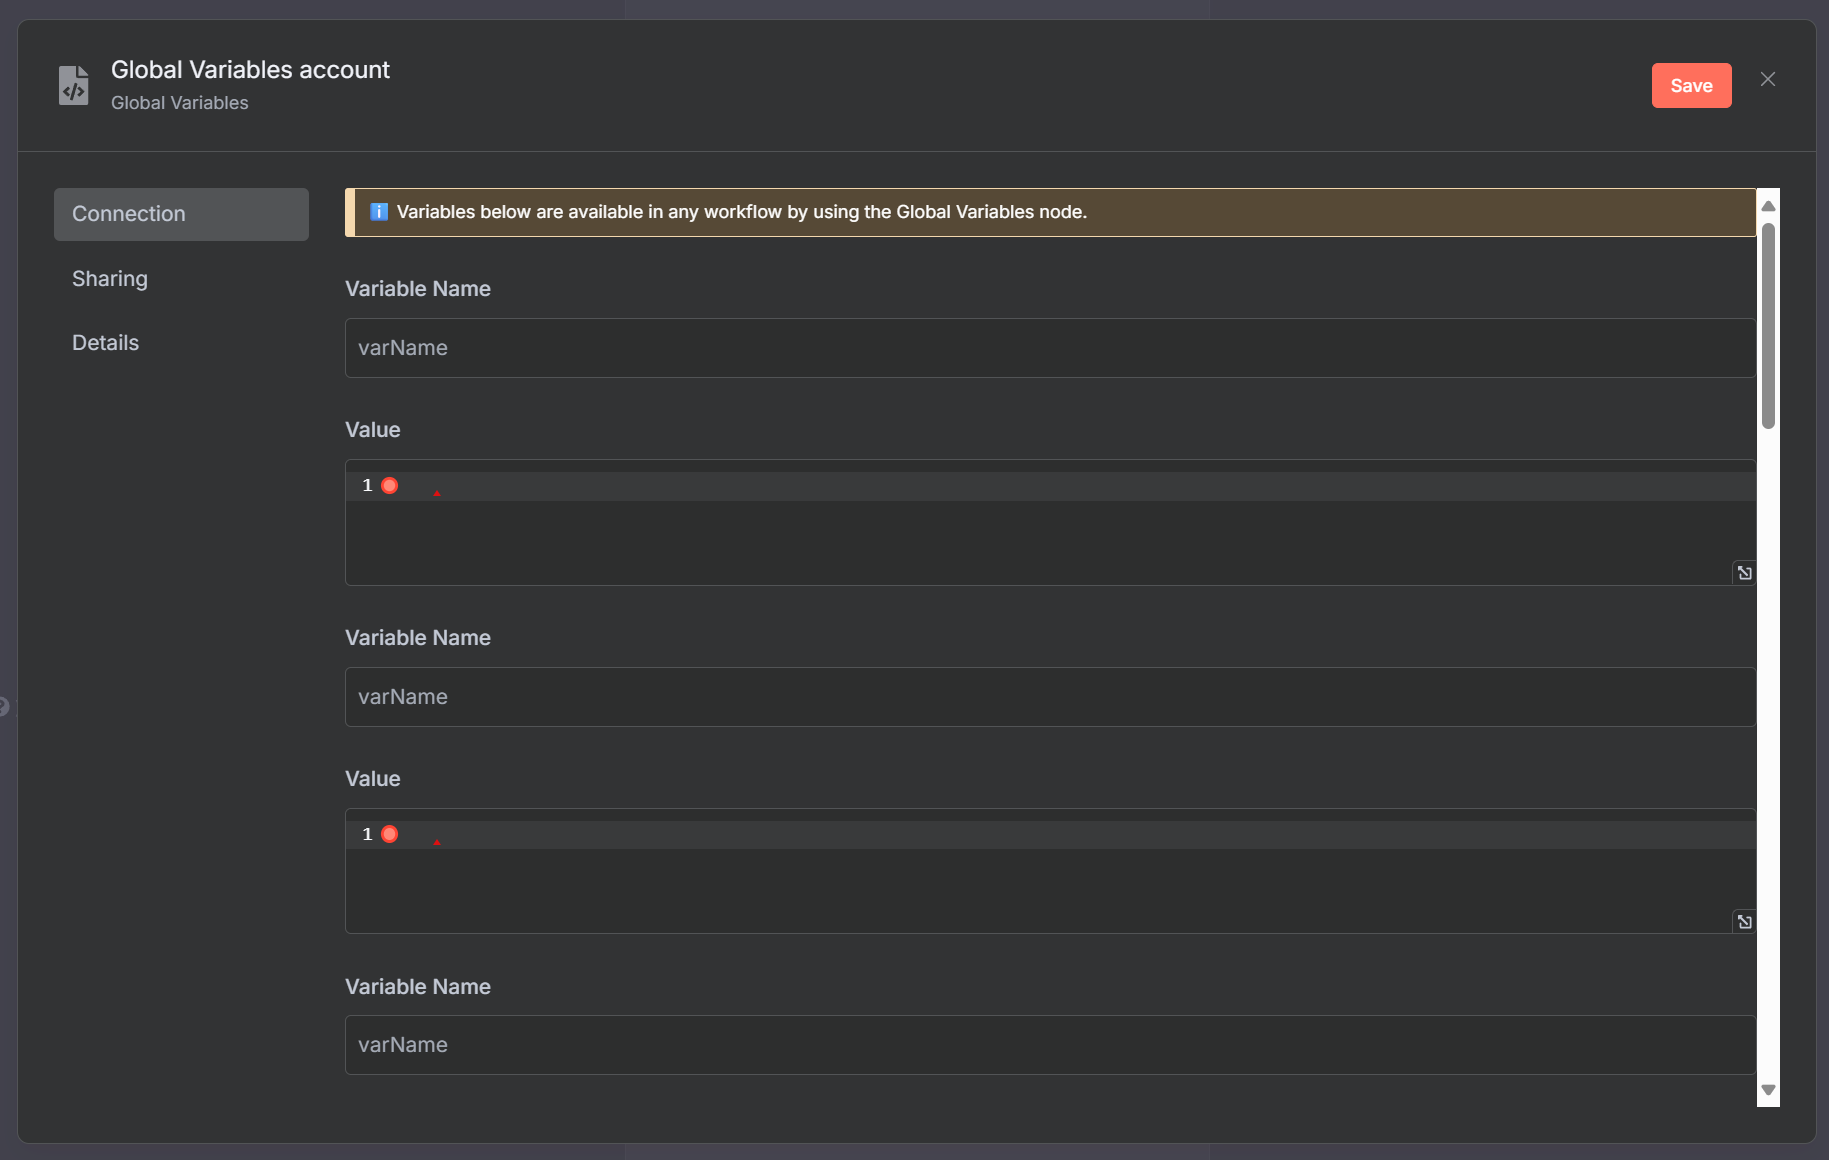 Global Variables account
Global Variables
Save
Connection
Sharing
Details
ℹ️ Variables below are available in any workflow by using the Global Variables node.
Variable Name
varName
Value
1
Variable Name
varName
Value
1
Variable Name
varName